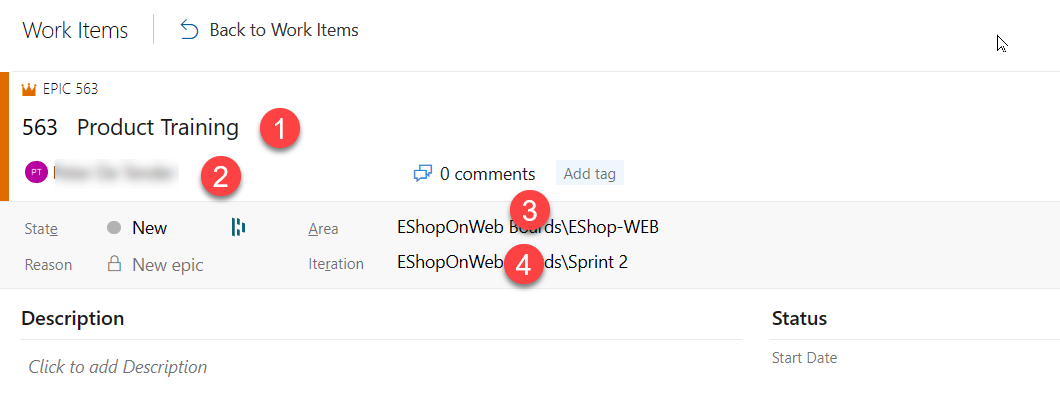 Work Items Back to Work Items
EPIC 563
563 Product Training 1
PT 2 0 comments Add tag
3
State New Area EShopOnWeb Boards\EShop-WEB
Reason New epic Iteration EShopOnWeb ds\Sprint 2
4
Description Status
Click to add Description Start Date